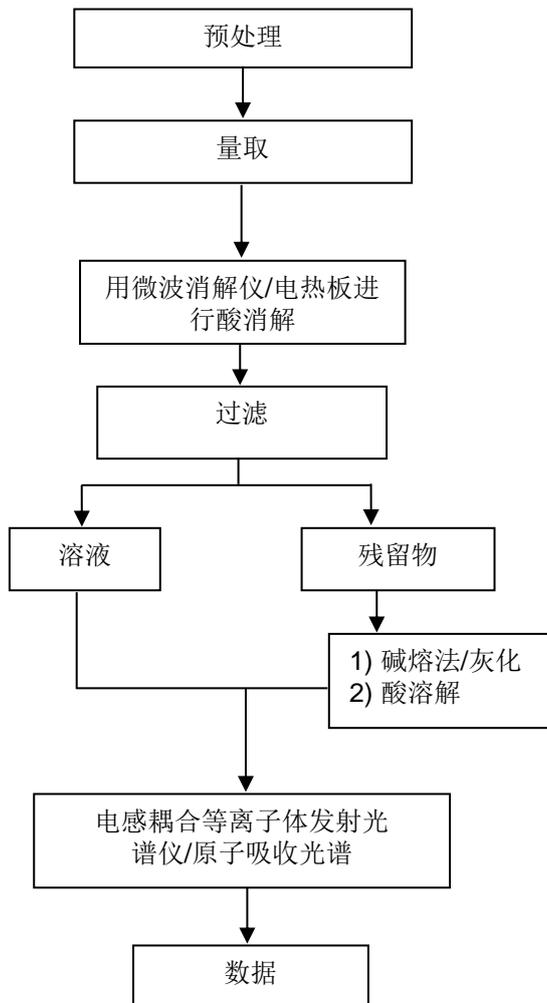 预处理
量取
用微波消解仪/电热板进
行酸消解
过滤
溶液
残留物
1) 碱熔法/灰化
2) 酸溶解
电感耦合等离子体发射光
谱仪/原子吸收光谱
数据